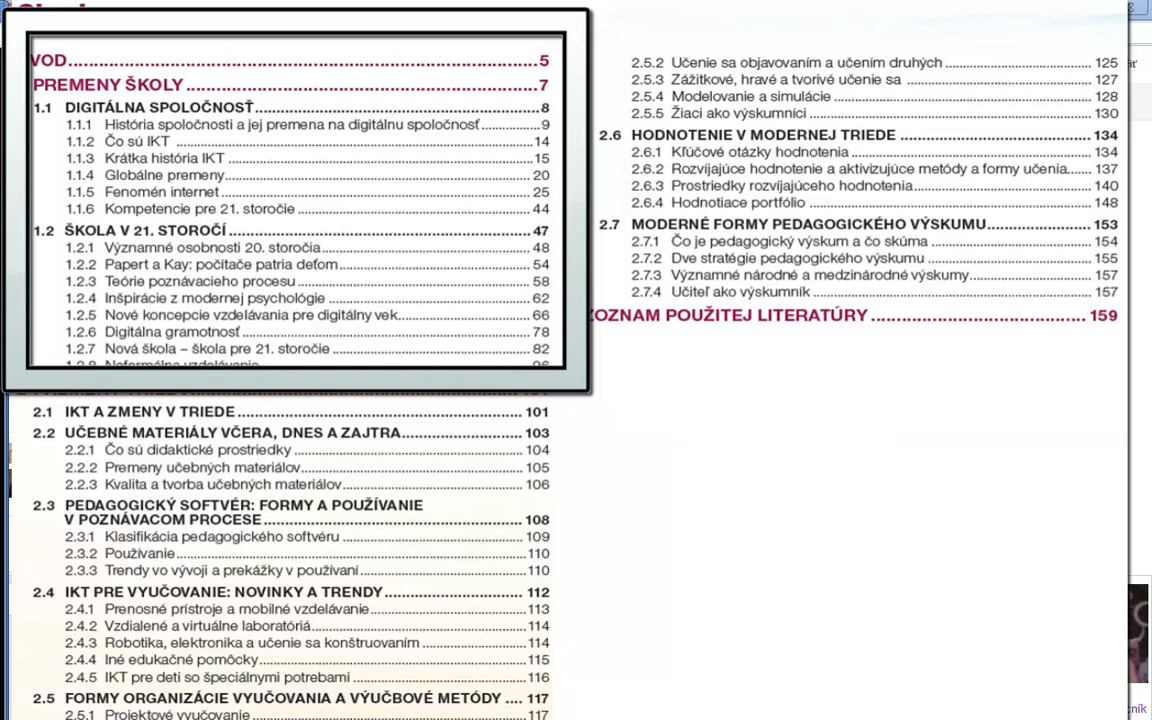 VOD 5
PREMENY ŠKOLY 7
1.1 DIGITÁLNA SPOLOČNOSŤ 8
1.1.1 História spoločnosti a jej premena na digitálnu spoločnosť 9
1.1.2 Čo sú IKT 14
1.1.3 Krátka história IKT 15
1.1.4 Globálne premeny 20
1.1.5 Fenomén internet 25
1.1.6 Kompetencie pre 21. storočie 44
1.2 ŠKOLA V 21. STOROČÍ 47
1.2.1 Významné osobnosti 20. storočia 48
1.2.2 Papert a Kay: počítače patria deťom 54
1.2.3 Teórie poznávacieho procesu 58
1.2.4 Inšpirácie z modernej psychológie 62
1.2.5 Nové koncepcie vzdelávania pre digitálny vek 66
1.2.6 Digitálna gramotnosť 78
1.2.7 Nová škola – škola pre 21. storočie 82
1.2.8 Neformálne vzdelávanie 96
2.1 IKT A ZMENY V TRIEDE 101
2.2 UČEBNÉ MATERIÁLY VČERA, DNES A ZAJTRA 103
2.2.1 Čo sú didaktické prostriedky 104
2.2.2 Premeny učebných materiálov 105
2.2.3 Kvalita a tvorba učebných materiálov 106
2.3 PEDAGOGICKÝ SOFTVÉR: FORMY A POUŽÍVANIE
V POZNÁVACOM PROCESE 108
2.3.1 Klasifikácia pedagogického softvéru 109
2.3.2 Používanie 110
2.3.3 Trendy vo vývoji a prekážky v používaní 110
2.4 IKT PRE VYUČOVANIE: NOVINKY A TRENDY 112
2.4.1 Prenosné prístroje a mobilné vzdelávanie 113
2.4.2 Vzdialené a virtuálne laboratóriá 114
2.4.3 Robotika, elektronika a učenie sa konštruovaním 114
2.4.4 Iné edukačné pomôcky 115
2.4.5 IKT pre deti so špeciálnymi potrebami 116
2.5 FORMY ORGANIZÁCIE VYUČOVANIA A VÝUČBOVÉ METÓDY 117
2.5.1 Projektové vyučovanie 117
2.5.2 Učenie sa objavovaním a učením druhých 125
2.5.3 Zážitkové, hravé a tvorivé učenie sa 127
2.5.4 Modelovanie a simulácie 128
2.5.5 Žiaci ako výskumníci 130
2.6 HODNOTENIE V MODERNEJ TRIEDE 134
2.6.1 Kľúčové otázky hodnotenia 134
2.6.2 Rozvíjajúce hodnotenie a aktivizujúce metódy a formy učenia 137
2.6.3 Prostriedky rozvíjajúceho hodnotenia 140
2.6.4 Hodnotiace portfólio 148
2.7 MODERNÉ FORMY PEDAGOGICKÉHO VÝSKUMU 153
2.7.1 Čo je pedagogický výskum a čo skúma 154
2.7.2 Dve stratégie pedagogického výskumu 155
2.7.3 Významné národné a medzinárodné výskumy 157
2.7.4 Učiteľ ako výskumník 157
ZOZNAM POUŽITEJ LITERATÚRY 159